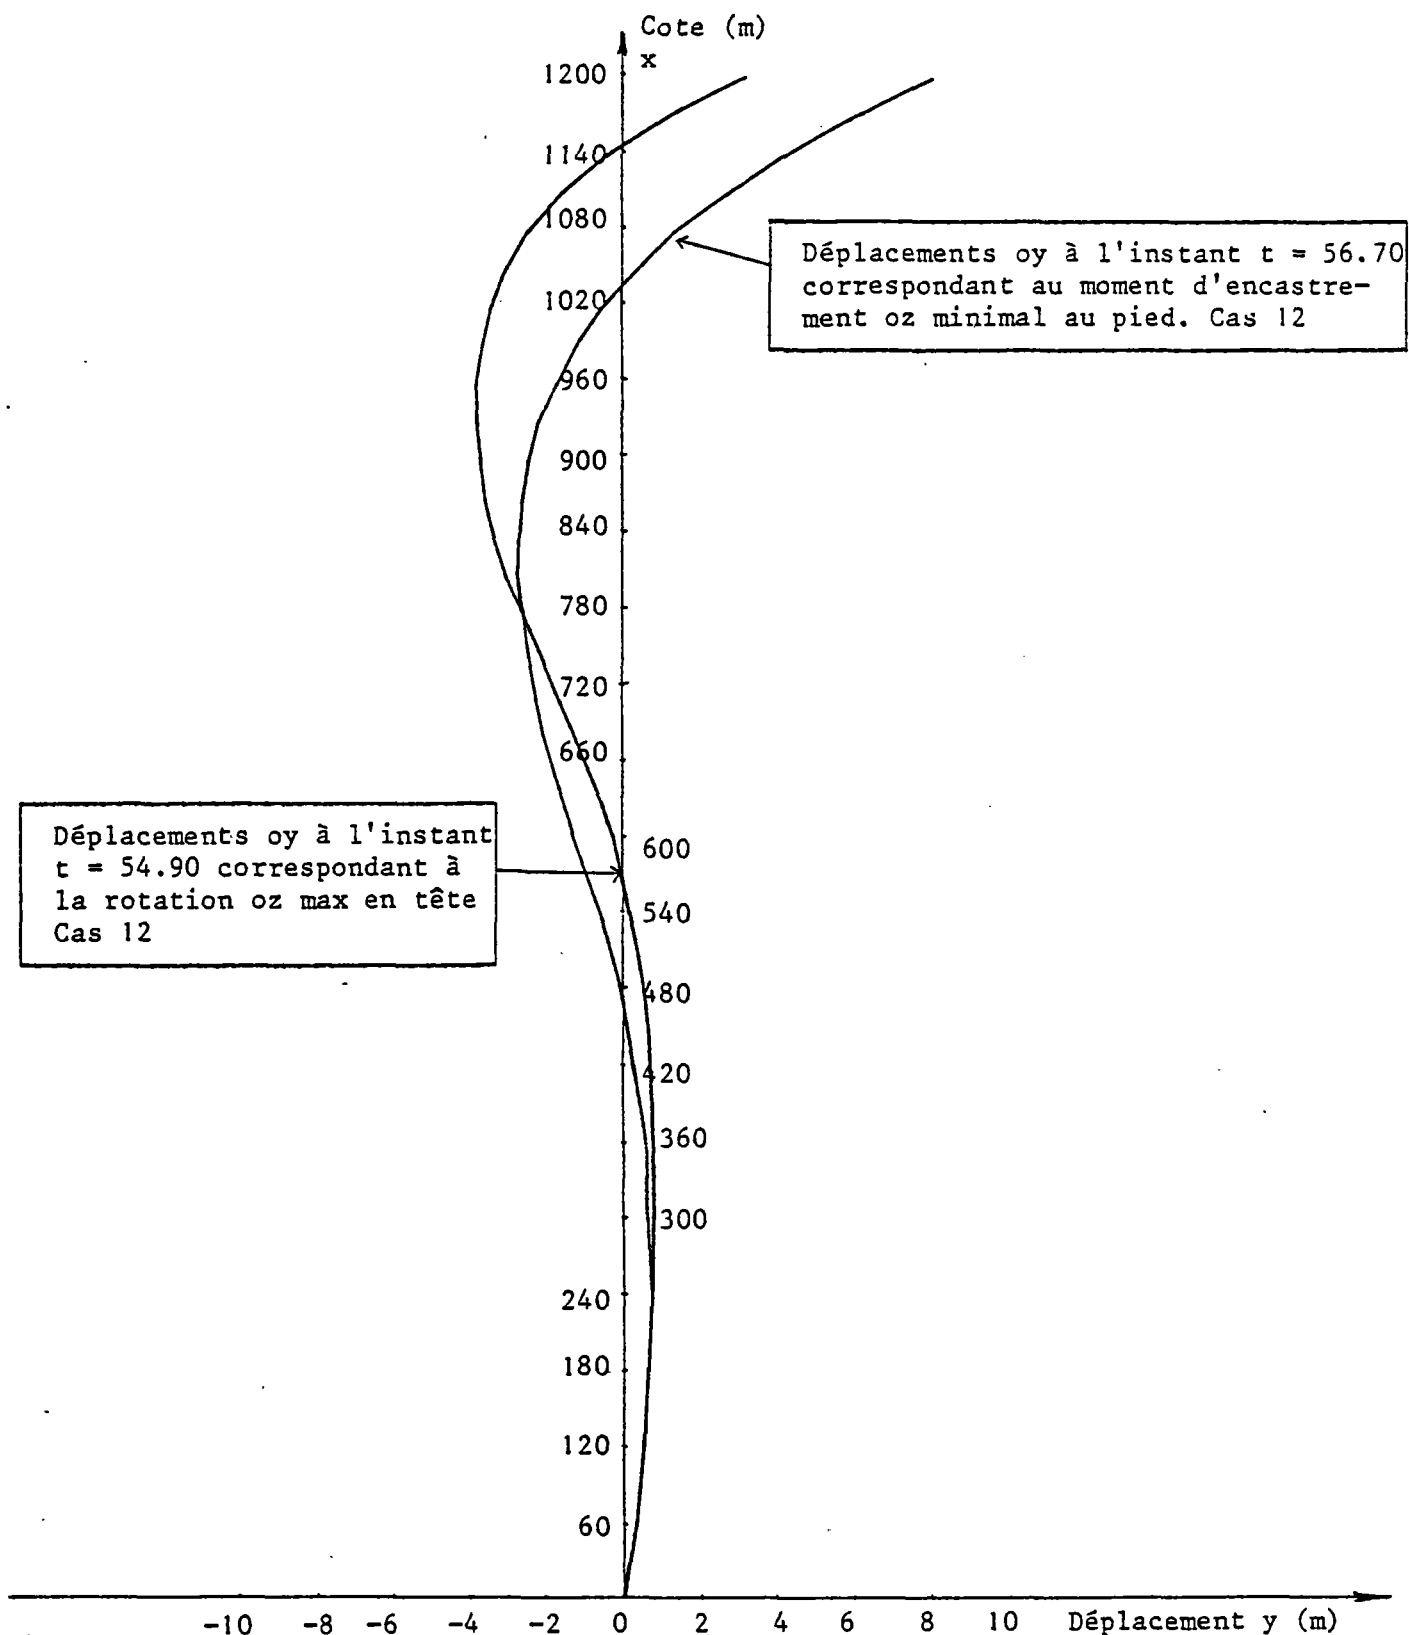 Cote (m)
x
1200
1140
1080
Déplacements oy à l'instant t = 56.70
correspondant au moment d'encastre-
ment oz minimal au pied. Cas 12
1020
960
900
840
780
720
660
Déplacements oy à l'instant
t = 54.90 correspondant à
la rotation oz max en tête
Cas 12
600
540
480
420
360
300
240
180
120
60
-10 -8 -6 -4 -2 0 2 4 6 8 10 Déplacement y (m)